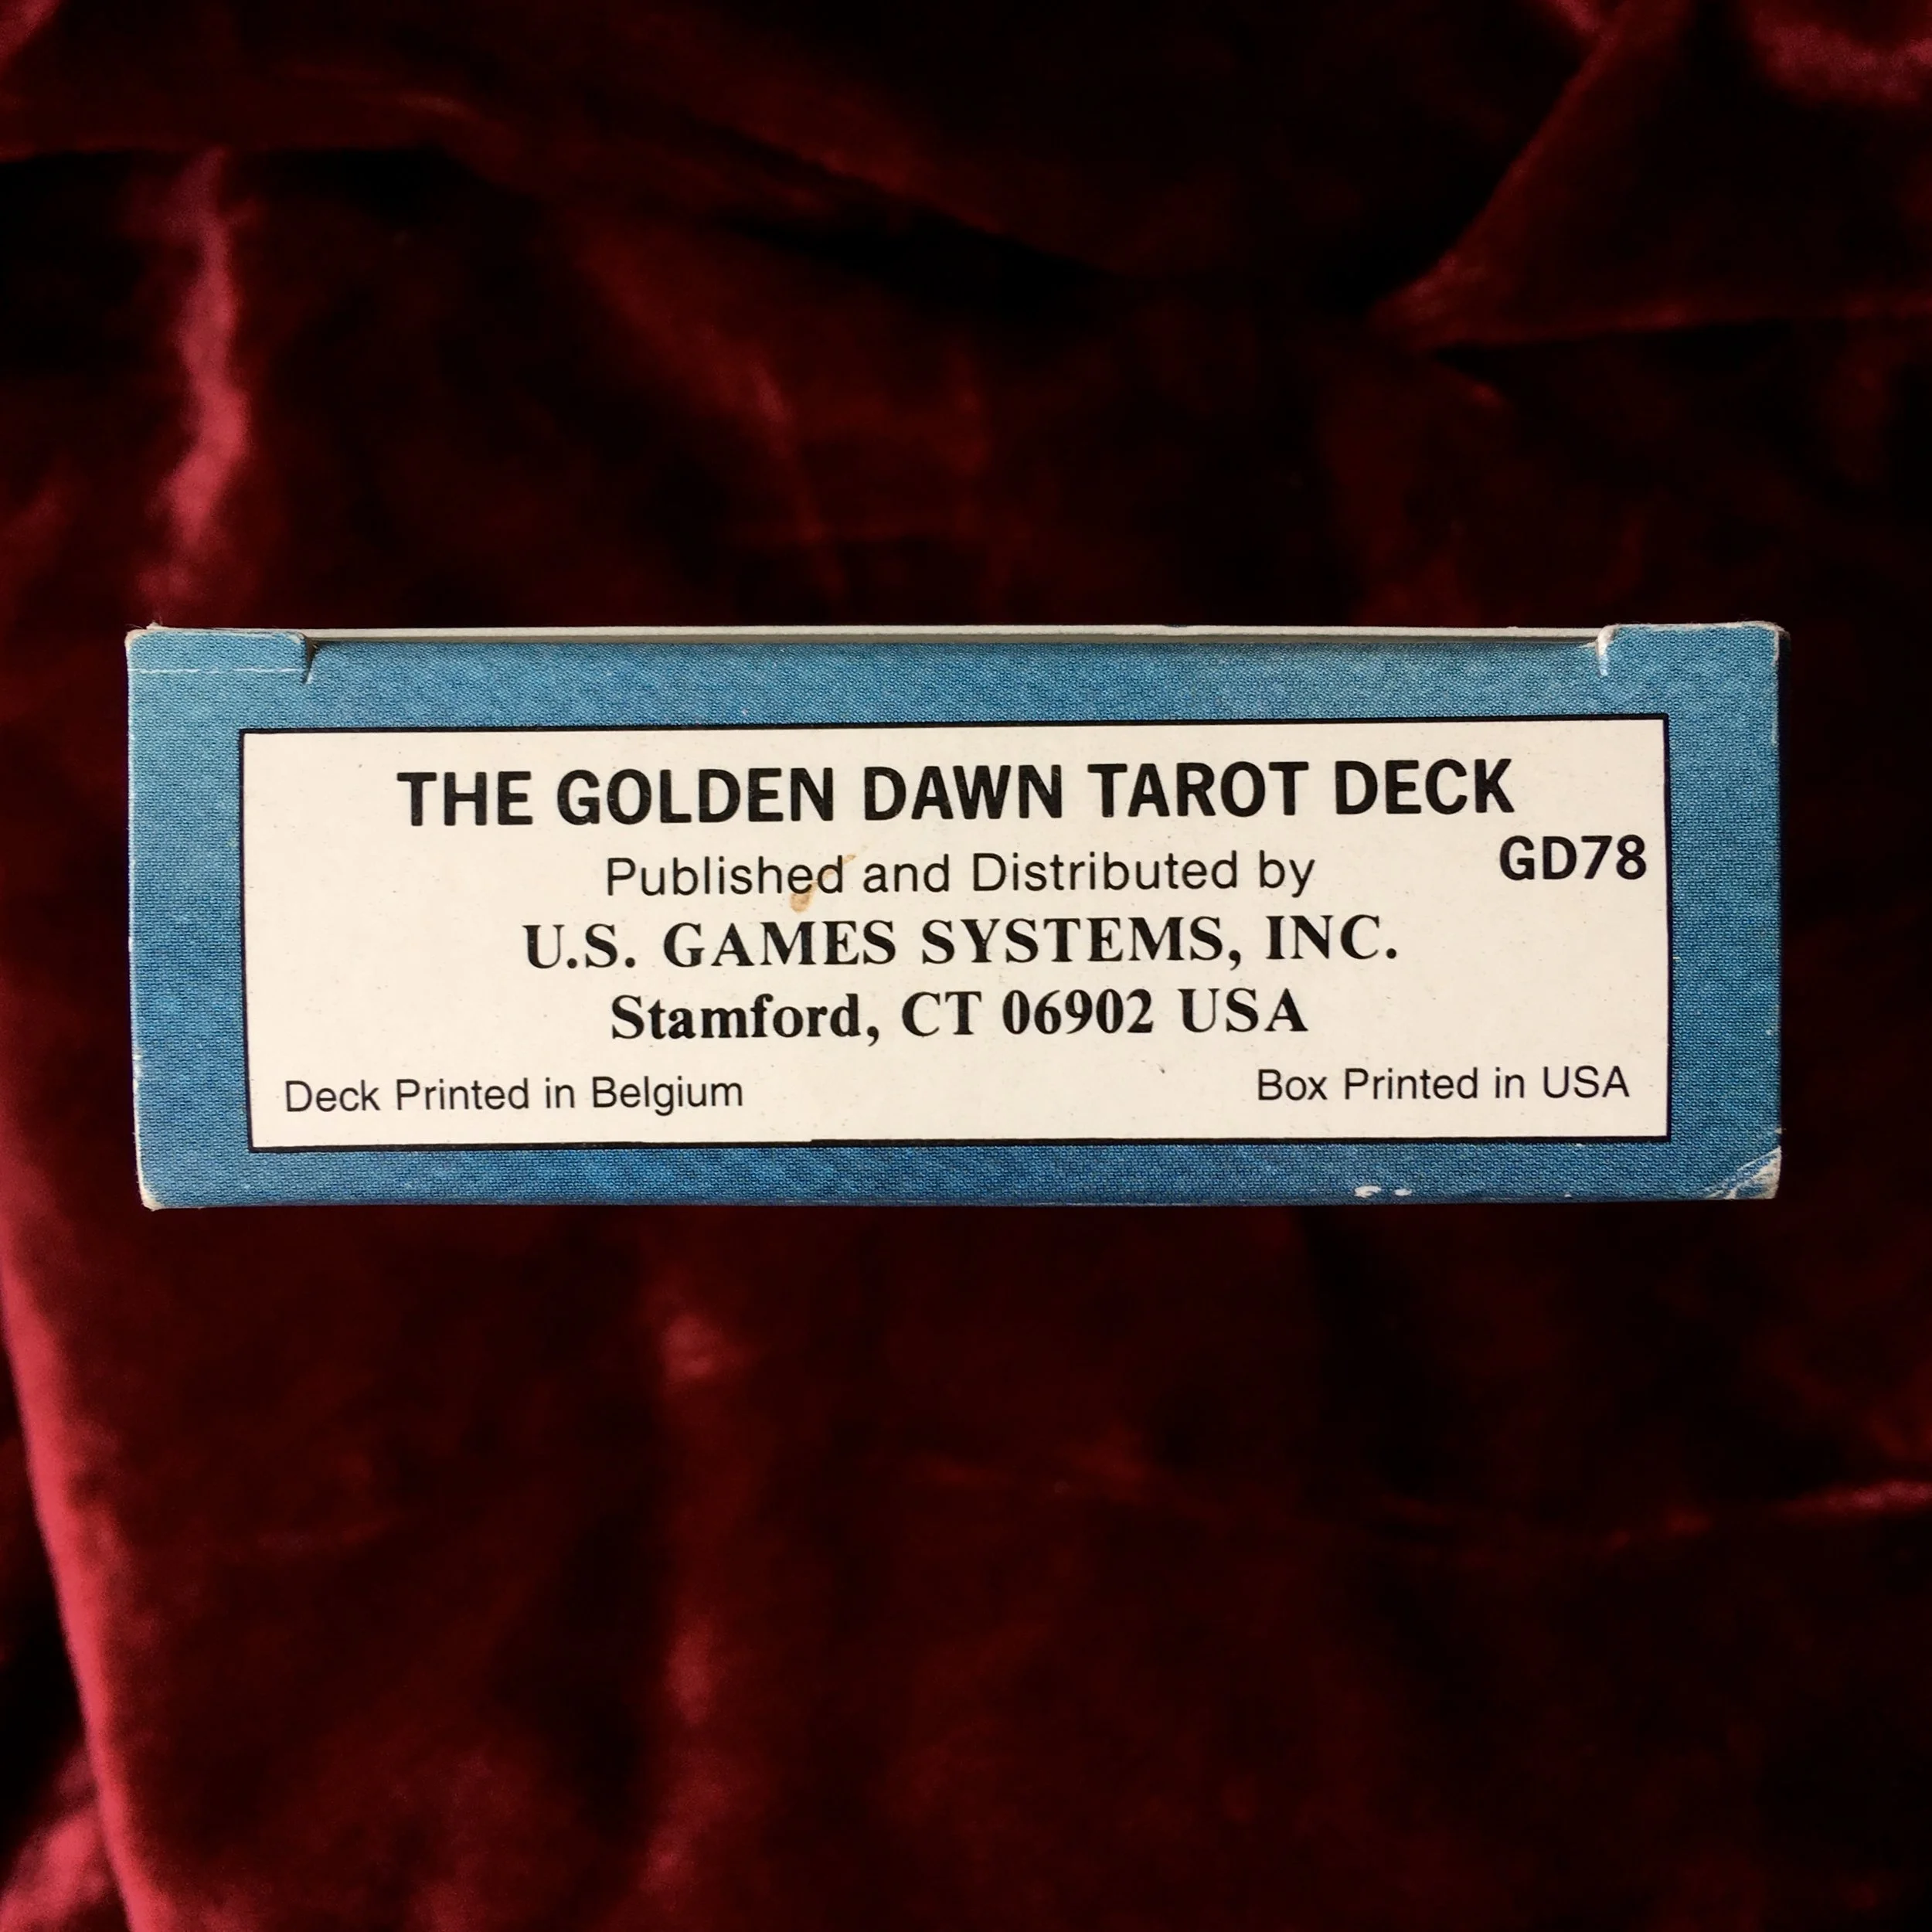 THE GOLDEN DAWN TAROT DECK
Published and Distributed by
GD78
U.S. GAMES SYSTEMS, INC.
Stamford, CT 06902 USA
Deck Printed in Belgium
Box Printed in USA